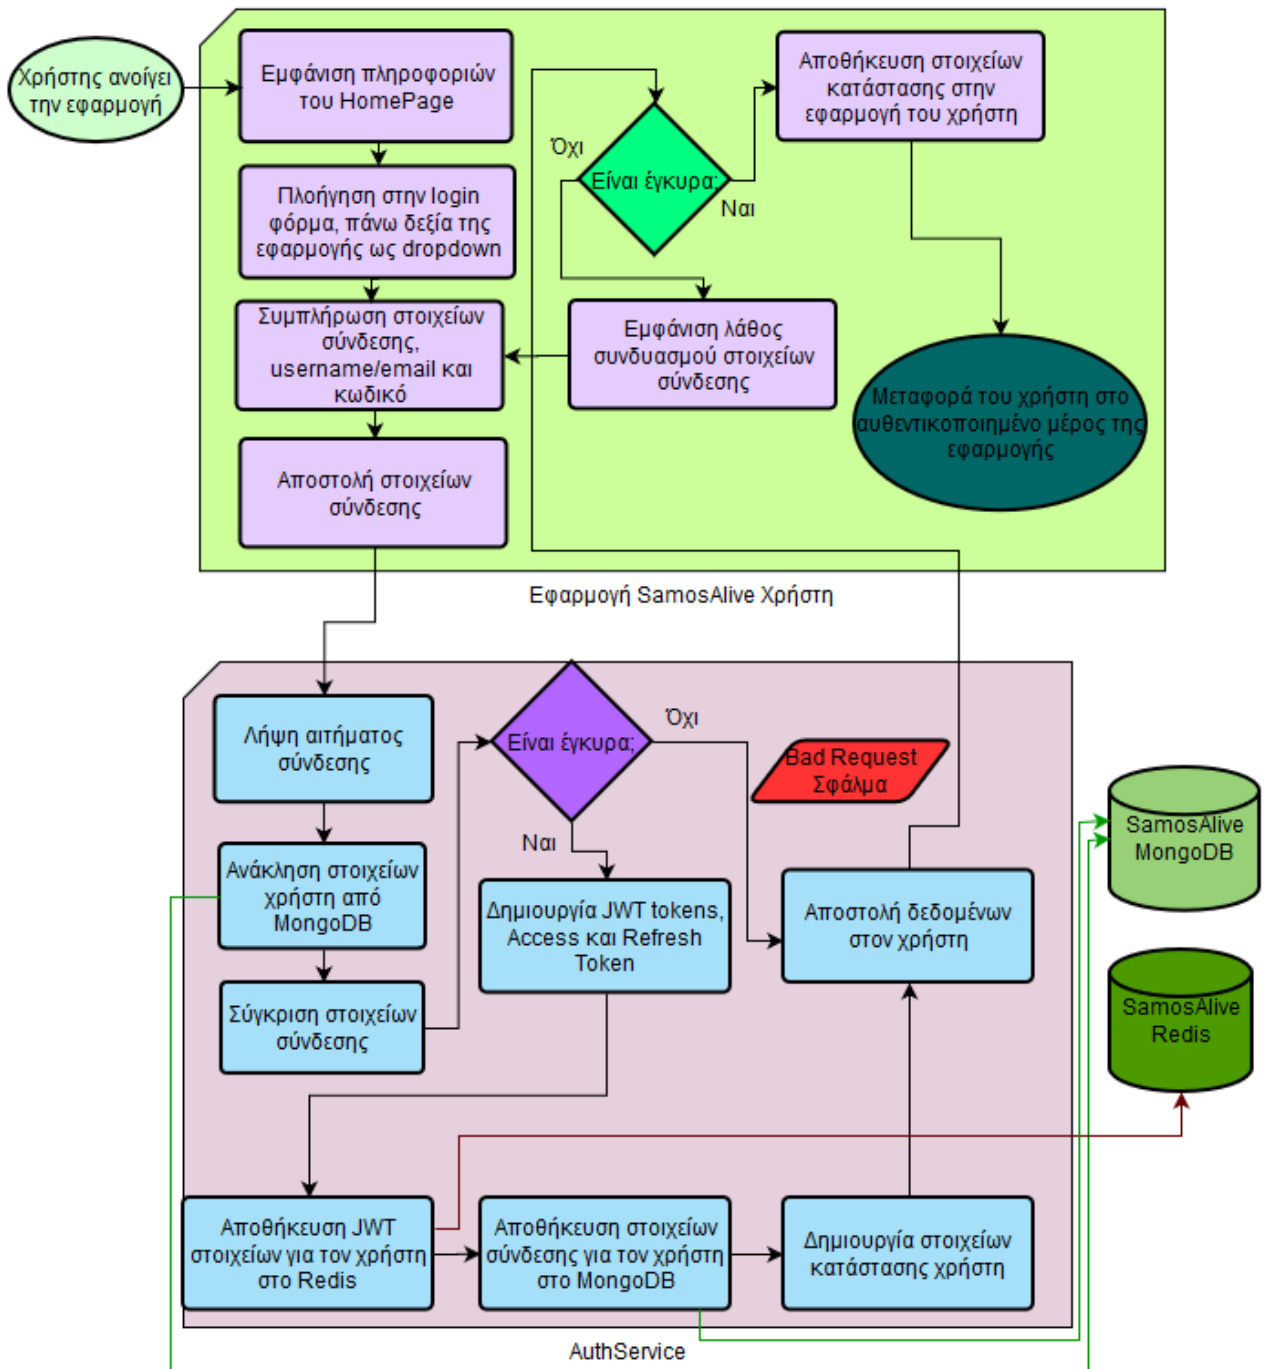 Χρήστης ανοίγει
την εφαρμογή
Εμφάνιση πληροφοριών
του HomePage
Πλοήγηση στην login
φόρμα, πάνω δεξία της
εφαρμογής ως dropdown
Συμπλήρωση στοιχείων
σύνδεσης,
username/email και
κωδικό
Αποστολή στοιχείων
σύνδεσης
Όχι
Είναι έγκυρα;
Ναι
Αποθήκευση στοιχείων
κατάστασης στην
εφαρμογή του χρήστη
Εμφάνιση λάθος
συνδυασμού στοιχείων
σύνδεσης
Μεταφορά του χρήστη στο
αυθεντικοποιημένο μέρος της
εφαρμογής
Εφαρμογή SamosAlive Χρήστη
Λήψη αιτήματος
σύνδεσης
Ανάκληση στοιχείων
χρήστη από
MongoDB
Σύγκριση στοιχείων
σύνδεσης
Είναι έγκυρα;
Όχι
Ναι
Bad Request
Σφάλμα
Δημιουργία JWT tokens,
Access και Refresh
Token
Αποστολή δεδομένων
στον χρήστη
SamosAlive
MongoDB
SamosAlive
Redis
Αποθήκευση JWT
στοιχείων για τον χρήστη
στο Redis
Αποθήκευση στοιχείων
σύνδεσης για τον χρήστη
στο MongoDB
Δημιουργία στοιχείων
κατάστασης χρήστη
AuthService